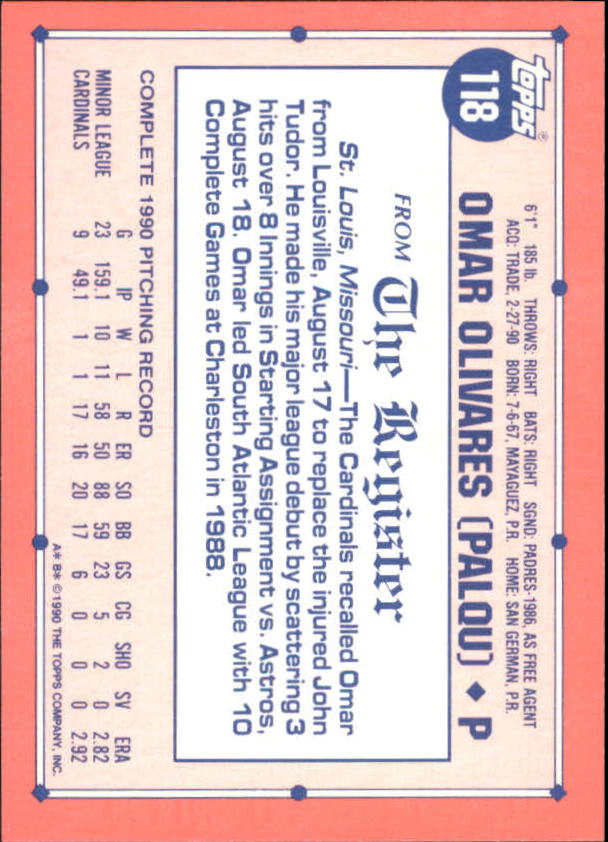 topps®
118
OMAR OLIVARES (PALQU) ◆ P
6'1" 185 lb. THROWS: RIGHT BATS: RIGHT SGND: PADRES-1986, AS FREE AGENT
ACQ: TRADE, 2-27-90 BORN: 7-6-67, MAYAGUEZ, P.R. HOME: SAN GERMAN, P.R.
FROM The Register
St. Louis, Missouri—The Cardinals recalled Omar
from Louisville, August 17 to replace the injured John
Tudor. He made his major league debut by scattering 3
hits over 8 Innings in Starting Assignment vs. Astros,
August 18. Omar led South Atlantic League with 10
Complete Games at Charleston in 1988.
COMPLETE 1990 PITCHING RECORD
G IP W L R ER SO BB GS CG SHO SV ERA
MINOR LEAGUE 23 159.1 10 11 58 50 88 59 23 5 2 0 2.82
CARDINALS 9 49.1 1 1 17 16 20 17 6 0 0 0 2.92
A* B* ©1990 THE TOPPS COMPANY, INC.